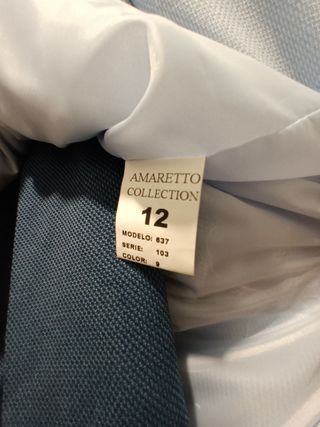 AMARETTO
COLLECTION
12
MODELO: 637
SERIE: 103
COLOR: 9